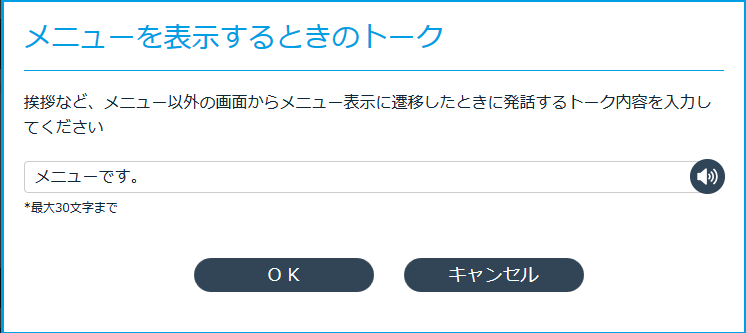 メニューを表示するときのトーク
挨拶など、メニュー以外の画面からメニュー表示に遷移したときに発話するトーク内容を入力し
てください
メニューです。
*最大30文字まで
ＯＫ
キャンセル